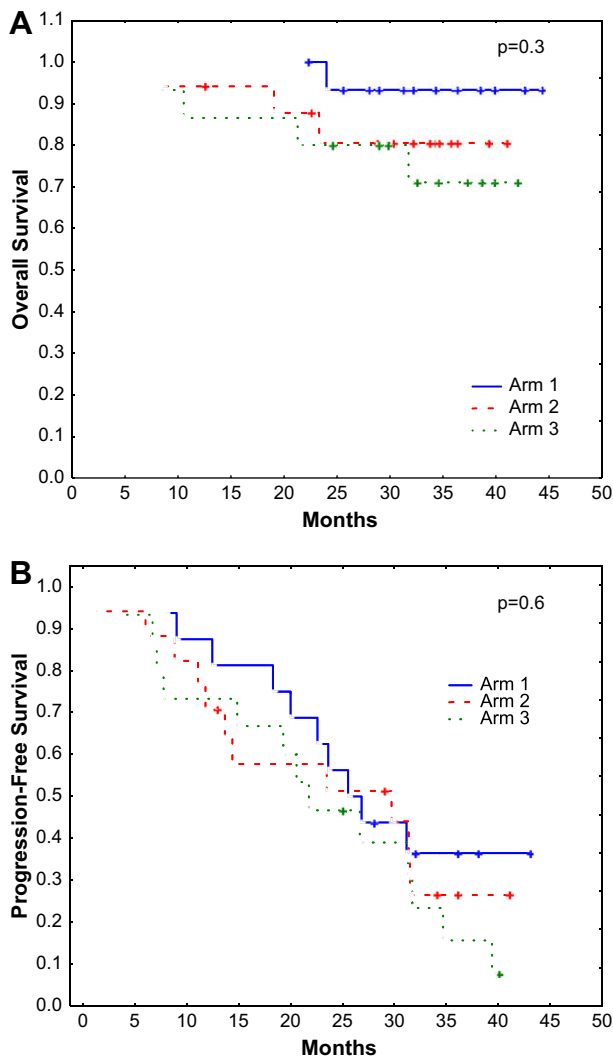 A
1.1
p=0.3
1.0
0.9
0.8
0.7
0.6
0.5
0.4
0.3
0.2
0.1
0.0
Overall Survival
Arm 1
Arm 2
Arm 3
0 5 10 15 20 25 30 35 40 45 50
Months
B
1.0
p=0.6
0.9
0.8
0.7
0.6
0.5
0.4
0.3
0.2
0.1
0.0
Progression-Free Survival
Arm 1
Arm 2
Arm 3
0 5 10 15 20 25 30 35 40 45 50
Months